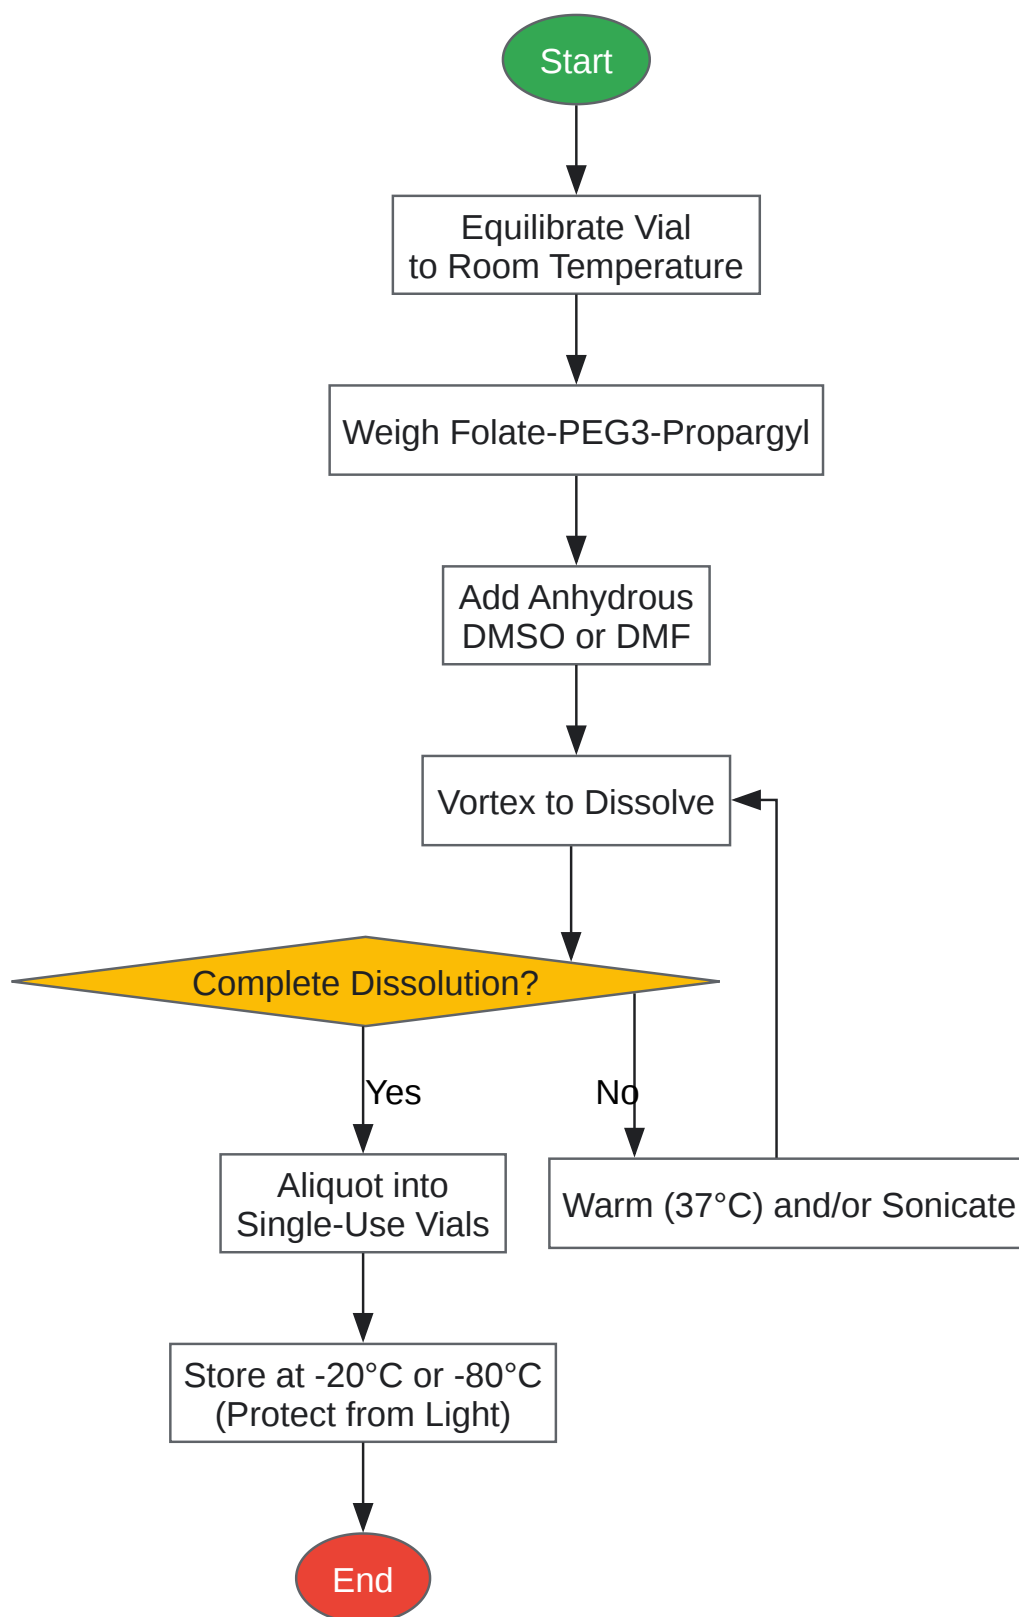 Start
Equilibrate Vial
to Room Temperature
Weigh Folate-PEG3-Propargyl
Add Anhydrous
DMSO or DMF
Vortex to Dissolve
Complete Dissolution?
Yes
No
Aliquot into
Single-Use Vials
Warm (37°C) and/or Sonicate
Store at -20°C or -80°C
(Protect from Light)
End